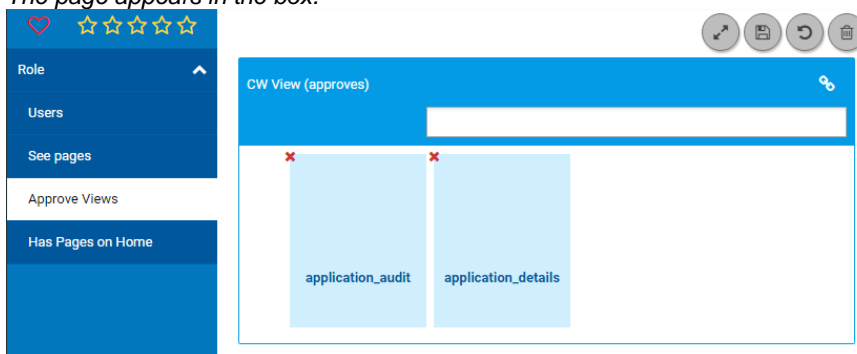 The page appears in the box.
Role
CW View (approves)
Users
See pages
Approve Views
Has Pages on Home
application_audit
application_details